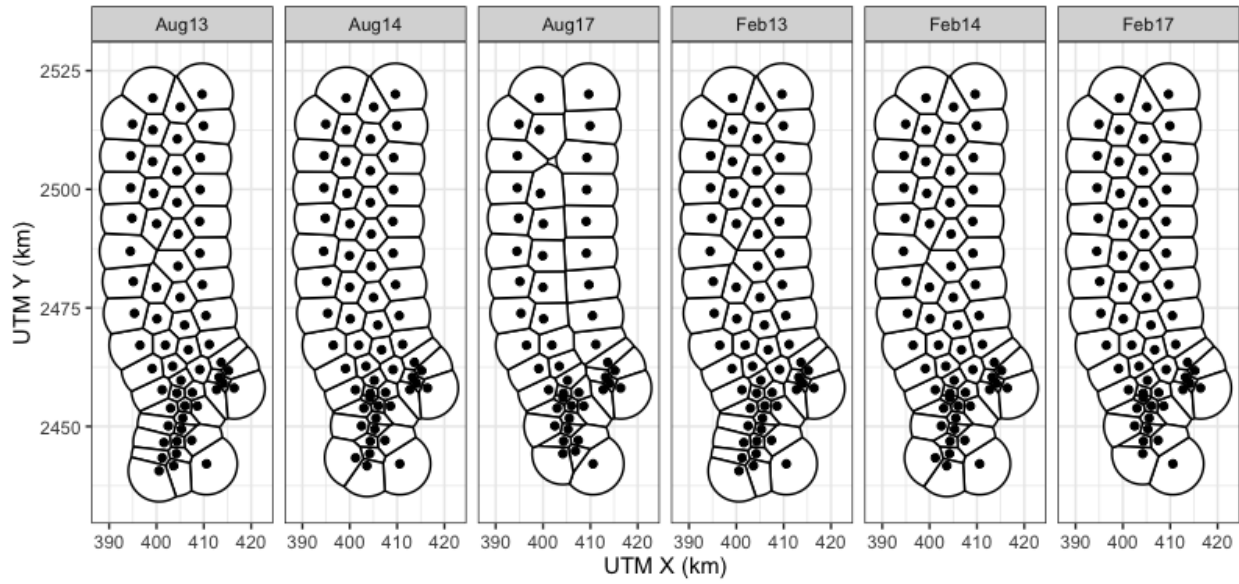 Aug13 Aug14 Aug17 Feb13 Feb14 Feb17
2525
2500
2475
2450
UTM Y (km)
390 400 410 420 390 400 410 420 390 400 410 420 390 400 410 420 390 400 410 420 390 400 410 420
UTM X (km)